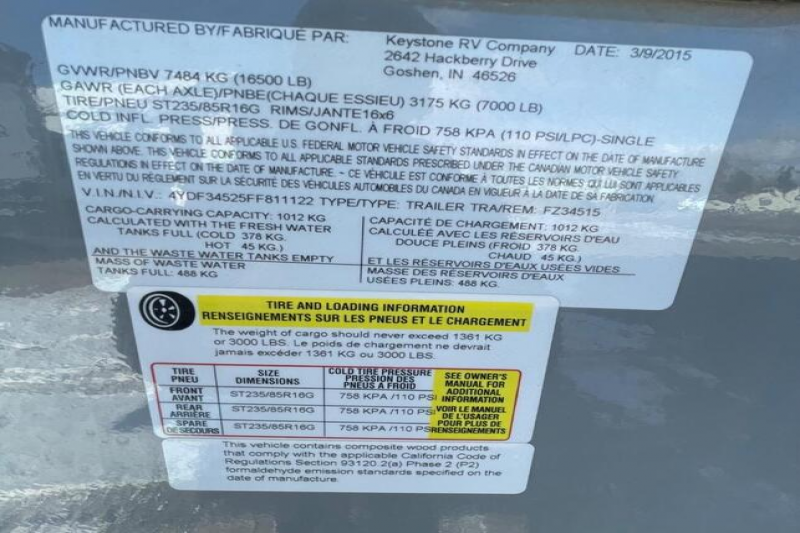 MANUFACTURED BY/FABRIQUÉ PAR: Keystone RV Company DATE: 3/9/2015
2642 Hackberry Drive
Goshen, IN 46526
GVWR/PNBV 7484 KG (16500 LB)
GAWR (EACH AXLE)/PNBE(CHAQUE ESSIEU) 3175 KG (7000 LB)
TIRE/PNEU ST235/85R16G RIMS/JANTE16x6
COLD INFL. PRESS/PRESS. DE GONFL. À FROID 758 KPA (110 PSI/LPC)-SINGLE
THIS VEHICLE CONFORMS TO ALL APPLICABLE U.S. FEDERAL MOTOR VEHICLE SAFETY STANDARDS IN EFFECT ON THE DATE OF MANUFACTURE
SHOWN ABOVE. THIS VEHICLE CONFORMS TO ALL APPLICABLE STANDARDS PRESCRIBED UNDER THE CANADIAN MOTOR VEHICLE SAFETY
REGULATIONS IN EFFECT ON THE DATE OF MANUFACTURE. - CE VÉHICULE EST CONFORME À TOUTES LES NORMES QUI LUI SONT APPLICABLES
EN VERTU DU RÈGLEMENT SUR LA SÉCURITÉ DES VÉHICULES AUTOMOBILES DU CANADA EN VIGUEUR À LA DATE DE SA FABRICATION
V.I.N./N.I.V.: 4YDF34525FF811122 TYPE/TYPE: TRAILER TRA/REM: FZ34515
CARGO-CARRYING CAPACITY: 1012 KG
CALCULATED WITH THE FRESH WATER
TANKS FULL (COLD 378 KG.
HOT 45 KG.)
AND THE WASTE WATER TANKS EMPTY
MASS OF WASTE WATER
TANKS FULL: 488 KG
CAPACITÉ DE CHARGEMENT: 1012 KG
CALCULÉE AVEC LES RÉSERVOIRS D'EAU
DOUCE PLEINS (FROID 378 KG.
CHAUD 45 KG.)
ET LES RÉSERVOIRS D'EAUX USÉES VIDES
MASSE DES RÉSERVOIRS D'EAUX
USÉES PLEINS: 488 KG.
TIRE AND LOADING INFORMATION
RENSEIGNEMENTS SUR LES PNEUS ET LE CHARGEMENT
The weight of cargo should never exceed 1361 KG
or 3000 LBS. Le poids de chargement ne devrait
jamais excéder 1361 KG ou 3000 LBS.
TIRE
PNEU
SIZE
DIMENSIONS
COLD TIRE PRESSURE
PRESSION DES
PNEUS A FROID
SEE OWNER'S
MANUAL FOR
ADDITIONAL
INFORMATION
VOIR LE MANUEL
DE L'USAGER
POUR PLUS DE
RENSEIGNEMENTS
FRONT
AVANT
ST235/85R16G
758 KPA /110 PSI
REAR
ARRIÈRE
ST235/85R16G
758 KPA /110 PSI
SPARE
DE SECOURS
ST235/85R16G
758 KPA /110 PSI
This vehicle contains composite wood products
that comply with the applicable California Code of
Regulations Section 93120.2(a) Phase 2 (P2)
formaldehyde emission standards specified on the
date of manufacture.